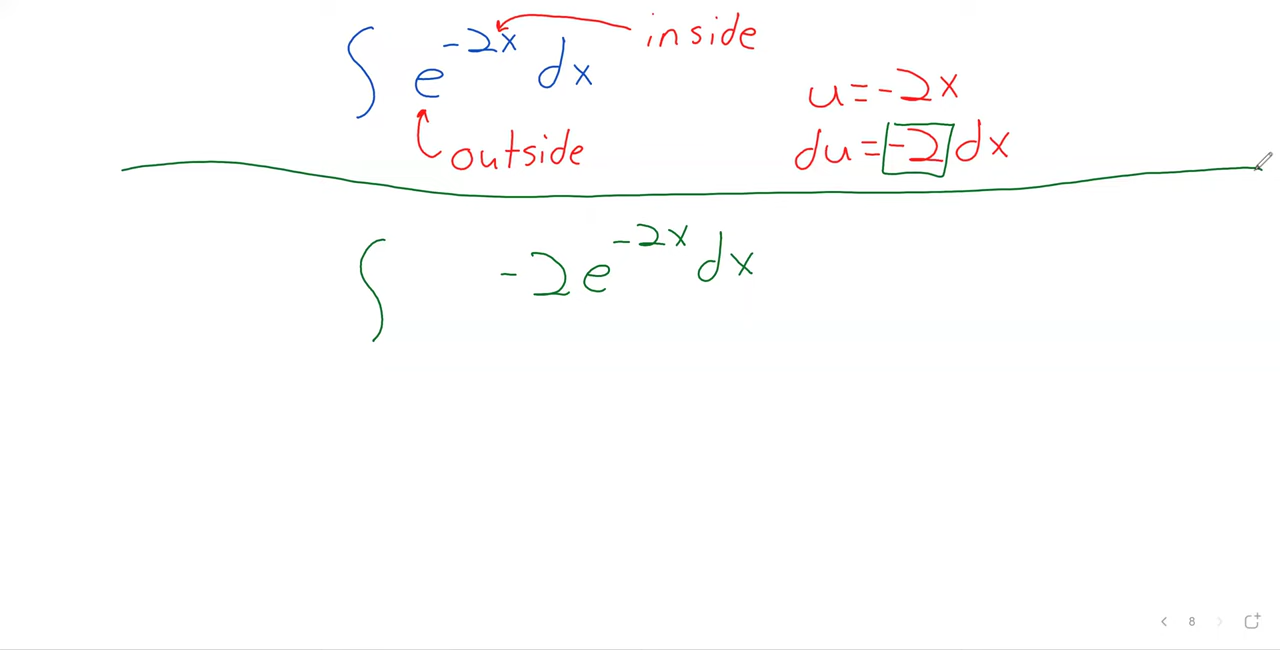 ∫ e^{-2x} dx
inside
outside
u = -2x
du = -2 dx
∫ -2e^{-2x} dx
8